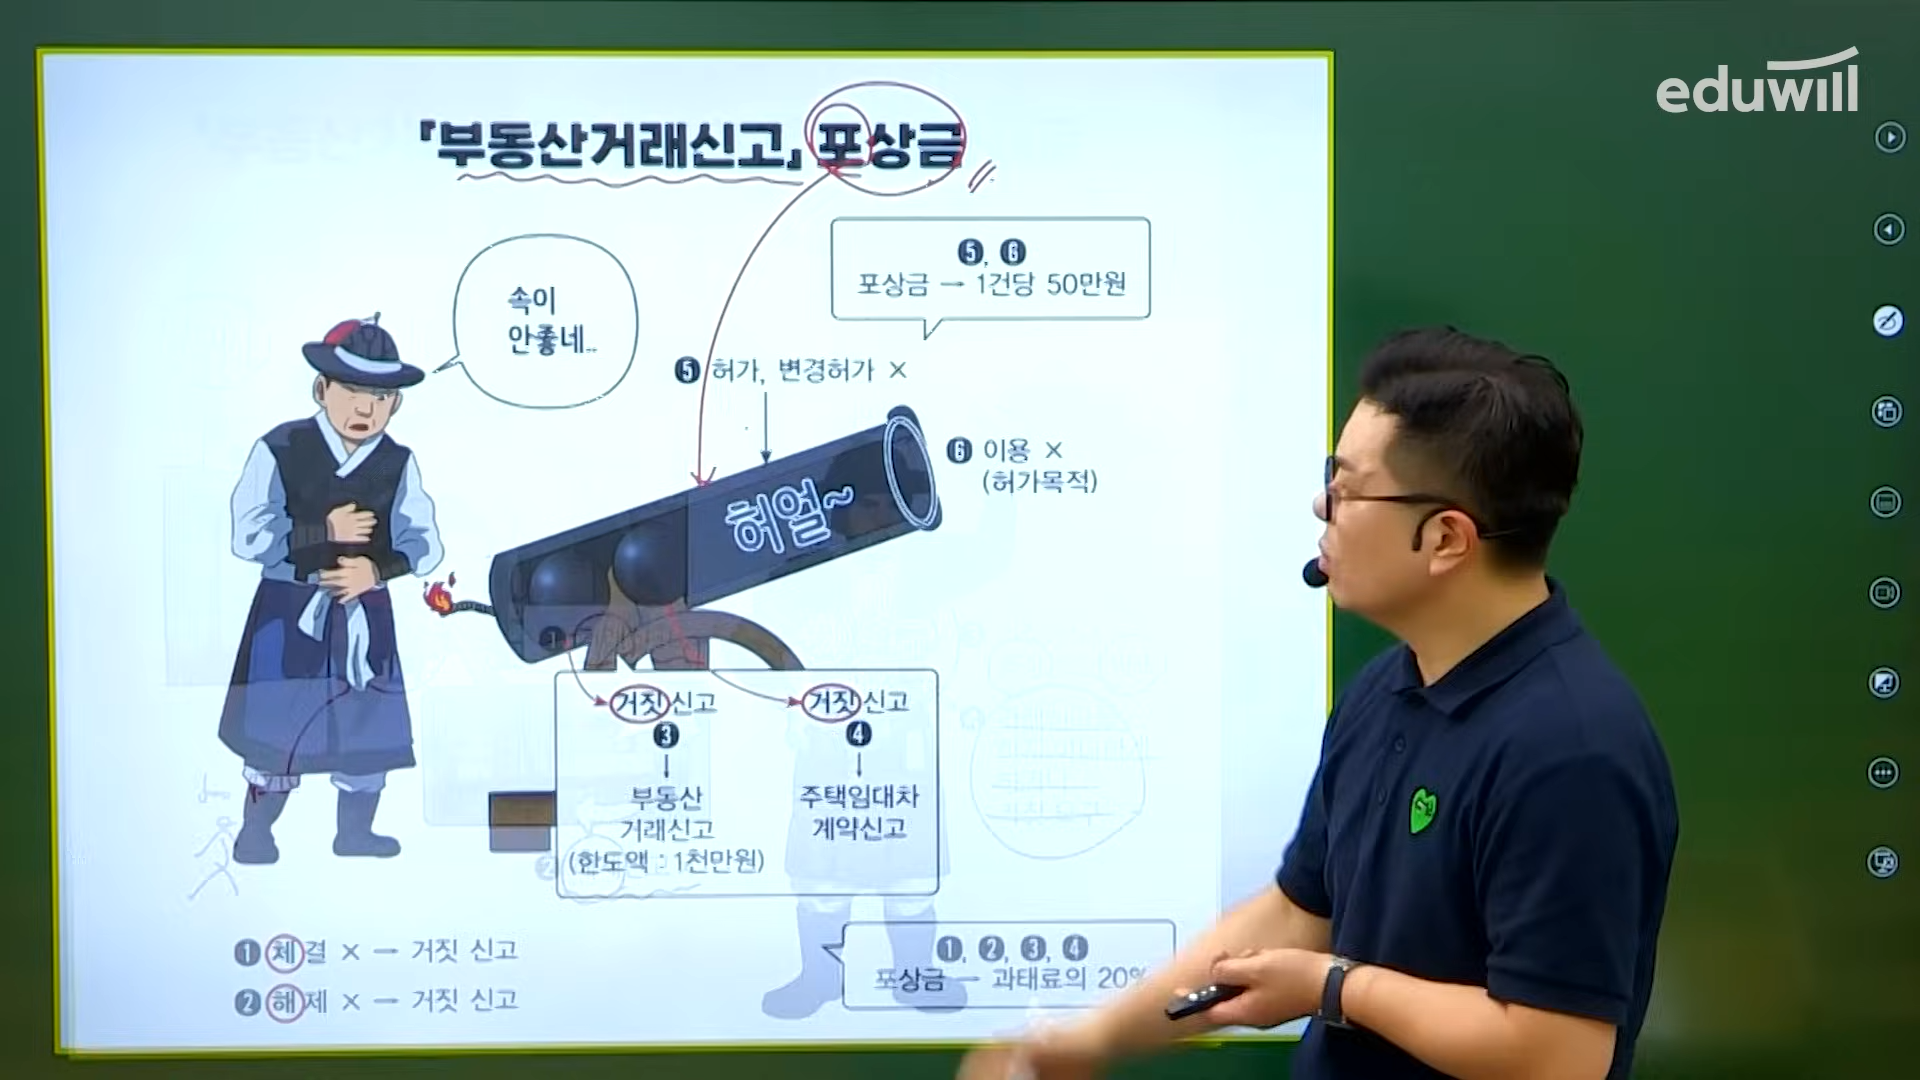 eduwill
『부동산거래신고』 포상금
❺, ❻
포상금 → 1건당 50만원
속이
안좋네..
❺ 허가, 변경허가 ×
❻ 이용 ×
(허가목적)
허얼~
거짓신고
❸
↓
부동산
거래신고
(한도액 : 1천만원)
거짓신고
❹
↓
주택임대차
계약신고
❶ 체결 × - 거짓 신고
❷ 해제 × - 거짓 신고
❶, ❷, ❸, ❹
포상금 - 과태료의 20%